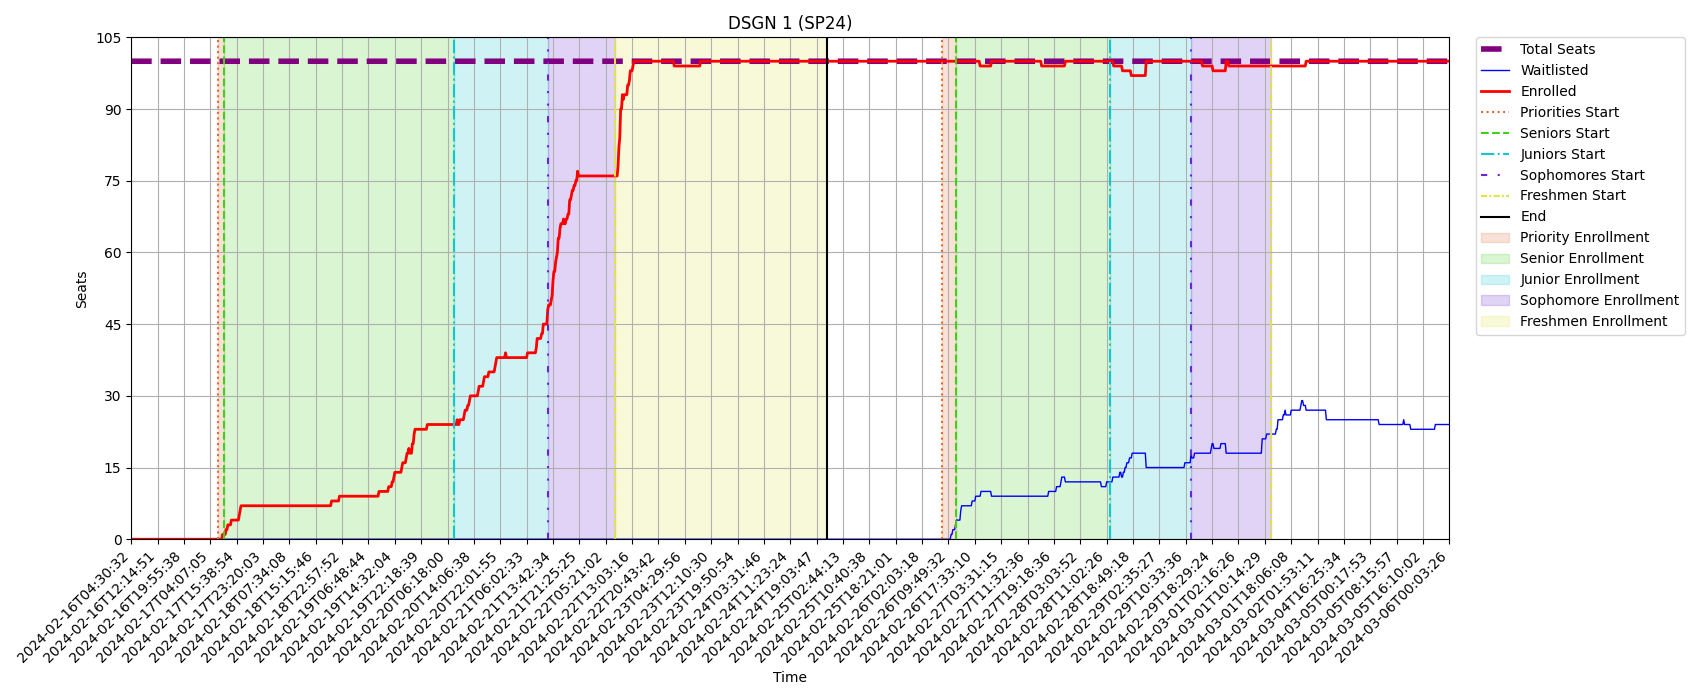 DSGN 1 (SP24)
105
90
75
60
45
30
15
0
Seats
2024-02-16T04:30:32
2024-02-16T12:14:51
2024-02-16T19:55:38
2024-02-17T04:07:05
2024-02-17T15:38:54
2024-02-17T23:20:03
2024-02-18T07:34:08
2024-02-18T15:15:46
2024-02-18T22:57:52
2024-02-19T06:48:44
2024-02-19T14:32:04
2024-02-19T22:18:39
2024-02-20T06:18:00
2024-02-20T14:06:38
2024-02-20T22:01:55
2024-02-21T06:02:33
2024-02-21T13:42:34
2024-02-21T21:25:25
2024-02-22T05:21:02
2024-02-22T13:03:16
2024-02-22T20:43:42
2024-02-23T04:29:56
2024-02-23T12:10:30
2024-02-23T19:50:54
2024-02-24T03:31:46
2024-02-24T11:23:24
2024-02-24T19:03:47
2024-02-25T02:44:13
2024-02-25T10:40:38
2024-02-25T18:21:01
2024-02-26T02:03:18
2024-02-26T09:49:32
2024-02-26T17:33:10
2024-02-27T03:31:15
2024-02-27T11:32:36
2024-02-27T19:18:36
2024-02-28T03:03:52
2024-02-28T11:02:26
2024-02-28T18:49:18
2024-02-29T02:35:27
2024-02-29T10:33:36
2024-02-29T18:29:24
2024-03-01T02:16:26
2024-03-01T10:14:29
2024-03-01T18:06:08
2024-03-02T01:53:11
2024-03-04T16:25:34
2024-03-05T00:17:53
2024-03-05T08:15:57
2024-03-05T16:10:02
2024-03-06T00:03:26
Time
Total Seats
Waitlisted
Enrolled
Priorities Start
Seniors Start
Juniors Start
Sophomores Start
Freshmen Start
End
Priority Enrollment
Senior Enrollment
Junior Enrollment
Sophomore Enrollment
Freshmen Enrollment